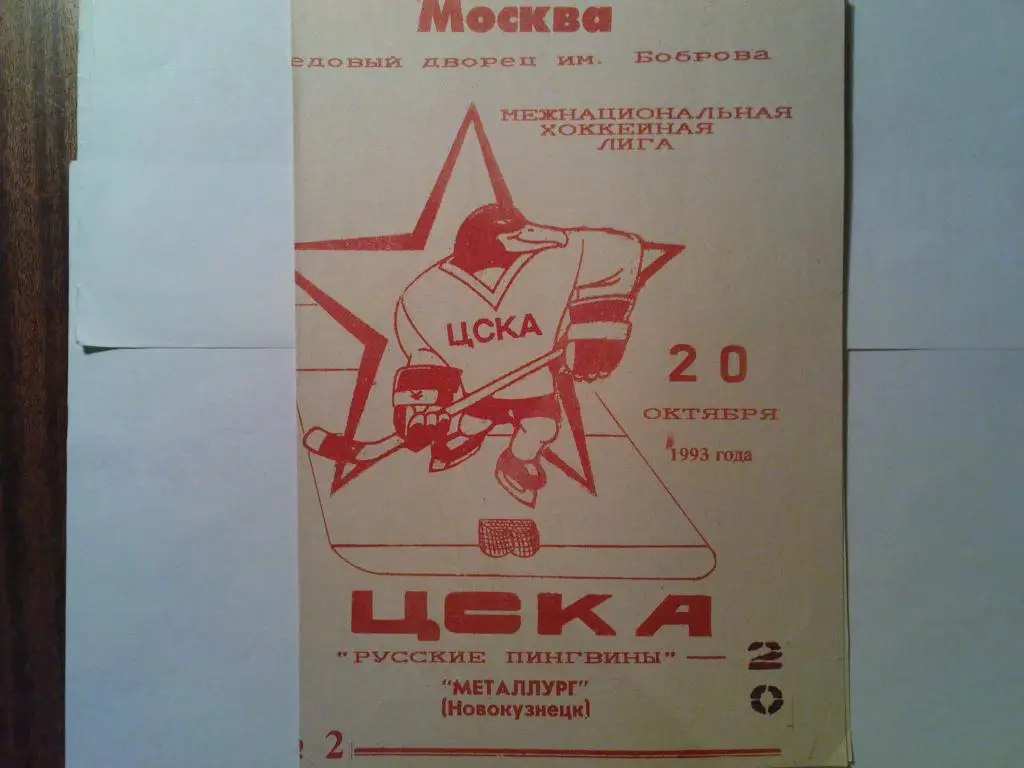 Москва
едовый дворец им. Боброва
МЕЖНАЦИОНАЛЬНАЯ
ХОККЕЙНАЯ
ЛИГА
ЦСКА
20
ОКТЯБРЯ
1993 года
ЦСКА
"РУССКИЕ ПИНГВИНЫ" — 2
"МЕТАЛЛУРГ" 0
(Новокузнецк)
2